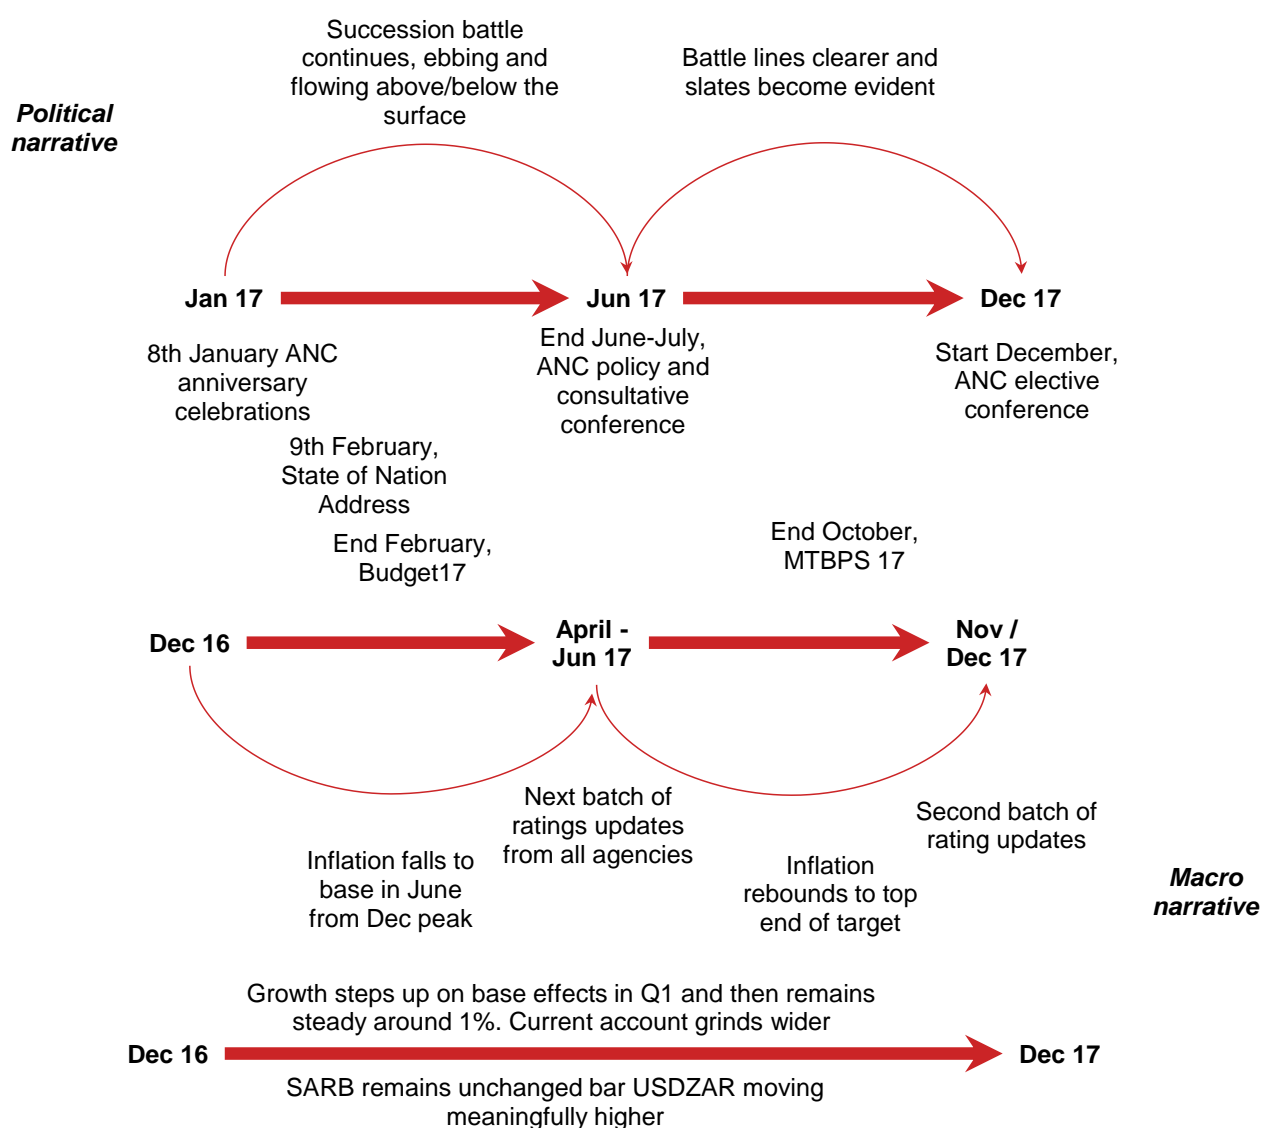 Succession battle
continues, ebbing and
flowing above/below the
surface
Battle lines clearer and
slates become evident
Political
narrative
Jan 17
Jun 17
Dec 17
8th January ANC
anniversary
celebrations
End June-July,
ANC policy and
consultative
conference
Start December,
ANC elective
conference
9th February,
State of Nation
Address
End February,
Budget17
End October,
MTBPS 17
Dec 16
April -
Jun 17
Nov /
Dec 17
Next batch of
ratings updates
from all agencies
Second batch of
rating updates
Inflation falls to
base in June
from Dec peak
Inflation
rebounds to top
end of target
Macro
narrative
Growth steps up on base effects in Q1 and then remains
steady around 1%. Current account grinds wider
Dec 16
Dec 17
SARB remains unchanged bar USDZAR moving
meaningfully higher